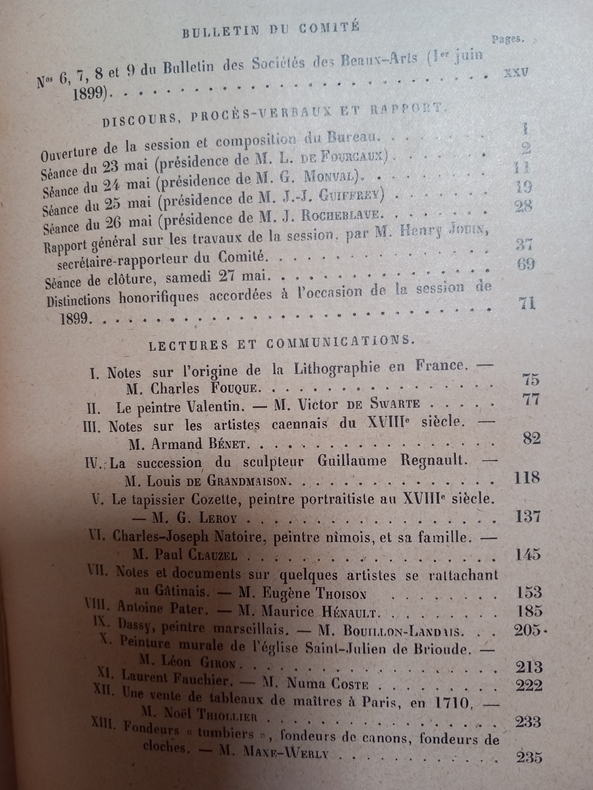 BULLETIN DU COMITÉ
Pages.
Nos 6, 7, 8 et 9 du Bulletin des Sociétés des Beaux-Arts (1er juin
1899). . . . . . . . . . . . . . . . . XXV
DISCOURS, PROCÈS-VERBAUX ET RAPPORT.
Ouverture de la session et composition du Bureau. . . . . . . 1
Séance du 23 mai (présidence de M. L. DE FOURCAUX) . . . . . . 2
Séance du 24 mai (présidence de M. G. MONVAL). . . . . . . . 11
Séance du 25 mai (présidence de M. J.-J. GUIFFREY) . . . . . . 19
Séance du 26 mai (présidence de M. J. ROCHEBLAVE. . . . . . . 28
Rapport général sur les travaux de la session, par M. Henry JOUIN,
secrétaire-rapporteur du Comité. . . . . . . . . . . . . 37
Séance de clôture, samedi 27 mai. . . . . . . . . . . . . 69
Distinctions honorifiques accordées à l'occasion de la session de
1899. . . . . . . . . . . . . . . . . . . . . 71
LECTURES ET COMMUNICATIONS.
I. Notes sur l'origine de la Lithographie en France. —
M. Charles FOUQUE. . . . . . . . . . . . . . 75
II. Le peintre Valentin. — M. Victor DE SWARTE . . . . . 77
III. Notes sur les artistes caennais du XVIIIe siècle. —
M. Armand BÉNET. . . . . . . . . . . . . . . 82
IV. La succession du sculpteur Guillaume Regnault. —
M. Louis DE GRANDMAISON. . . . . . . . . . . . 118
V. Le tapissier Cozette, peintre portraitiste au XVIIIe siècle.
— M. G. LEROY . . . . . . . . . . . . . . . 137
VI. Charles-Joseph Natoire, peintre nîmois, et sa famille. —
M. Paul CLAUZEL . . . . . . . . . . . . . . . 145
VII. Notes et documents sur quelques artistes se rattachant
au Gâtinais. — M. Eugène THOISON . . . . . . . 153
VIII. Antoine Pater. — M. Maurice HÉNAULT. . . . . . . 185
IX. Dassy, peintre marseillais. — M. BOUILLON-LANDAIS. . . 205
X. Peinture murale de l'église Saint-Julien de Brioude. —
M. Léon GIRON. . . . . . . . . . . . . . . . 213
XI. Laurent Fauchier. — M. Numa COSTE . . . . . . . . 222
XII. Une vente de tableaux de maîtres à Paris, en 1710, —
M. Noël THIOLLIER . . . . . . . . . . . . . . 233
XIII. Fondeurs « tumbiers », fondeurs de canons, fondeurs de
cloches. — M. MAXE-WERLY . . . . . . . . . . . 235